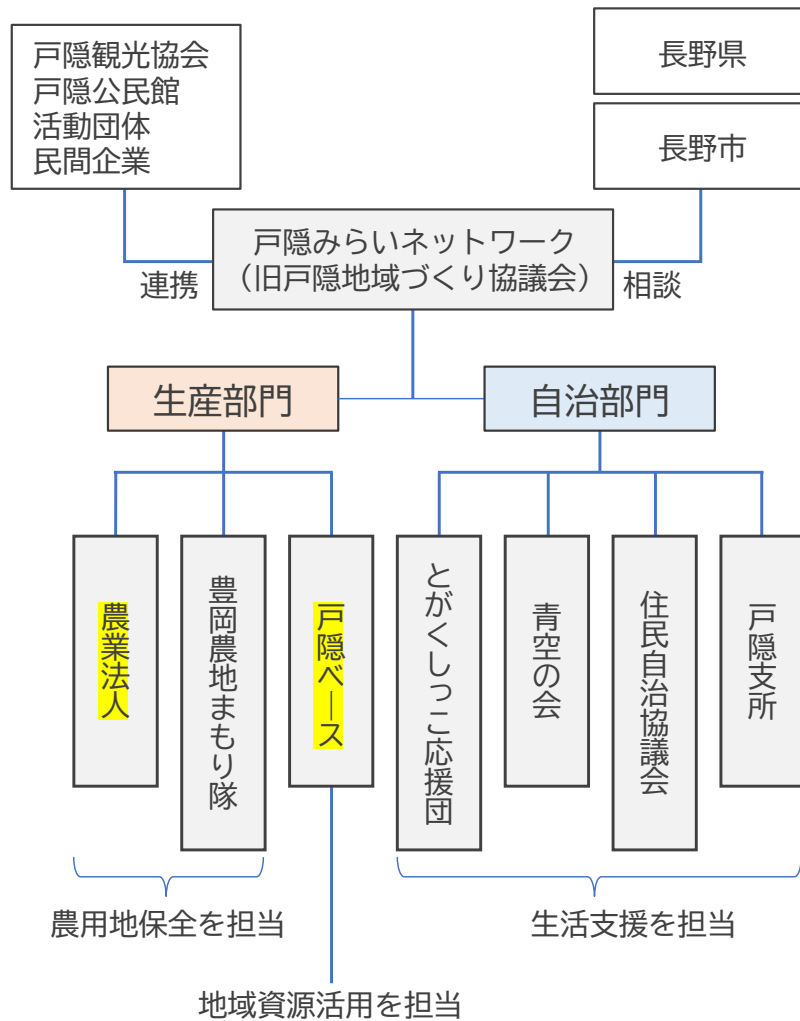 戸隠観光協会
戸隠公民館
活動団体
民間企業
長野県
長野市
戸隠みらいネットワーク
（旧戸隠地域づくり協議会）
連携
相談
生産部門
自治部門
農業法人
豊岡農地まもり隊
戸隠ベース
とがくしっこ応援団
青空の会
住民自治協議会
戸隠支所
農用地保全を担当
生活支援を担当
地域資源活用を担当